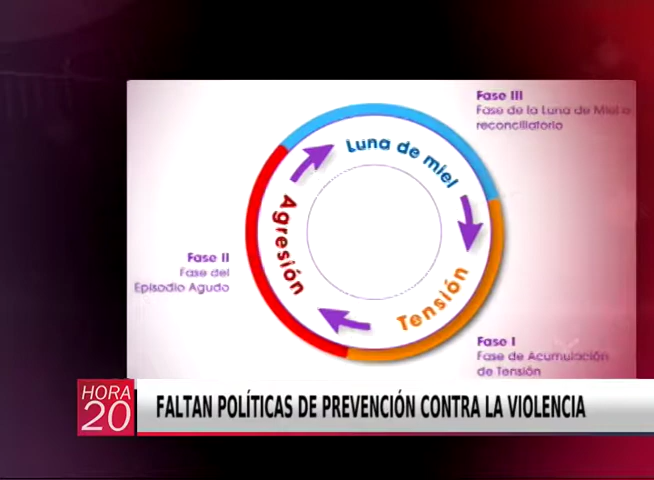 Fase III
Fase de la Luna de Miel o
reconciliatorio
Luna de miel
Agresión
Tensión
Fase II
Fase del
Episodio Agudo
Fase I
Fase de Acumulación
de Tensión
HORA
20
FALTAN POLÍTICAS DE PREVENCIÓN CONTRA LA VIOLENCIA